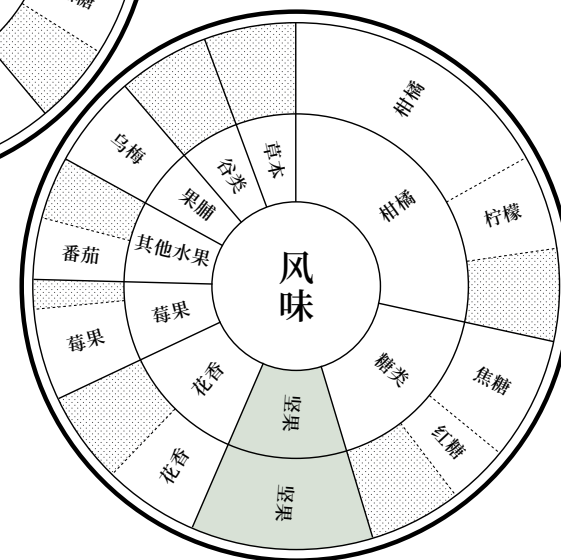 糖
风
味
柑橘
柑橘
柠檬
糖类
焦糖
红糖
坚果
坚果
花香
花香
莓果
莓果
其他水果
番茄
果脯
乌梅
谷类
草本